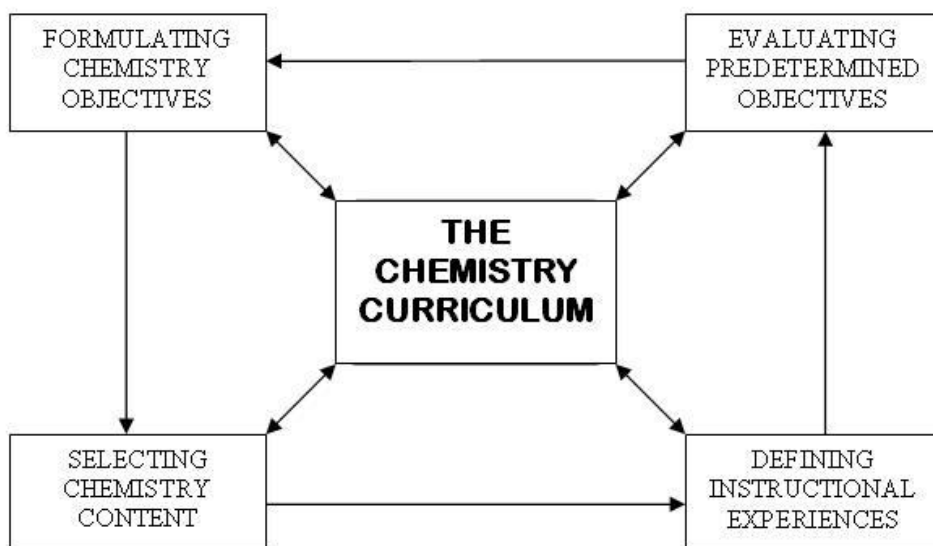 FORMULATING
CHEMISTRY
OBJECTIVES
EVALUATING
PREDETERMINED
OBJECTIVES
THE
CHEMISTRY
CURRICULUM
SELECTING
CHEMISTRY
CONTENT
DEFINING
INSTRUCTIONAL
EXPERIENCES